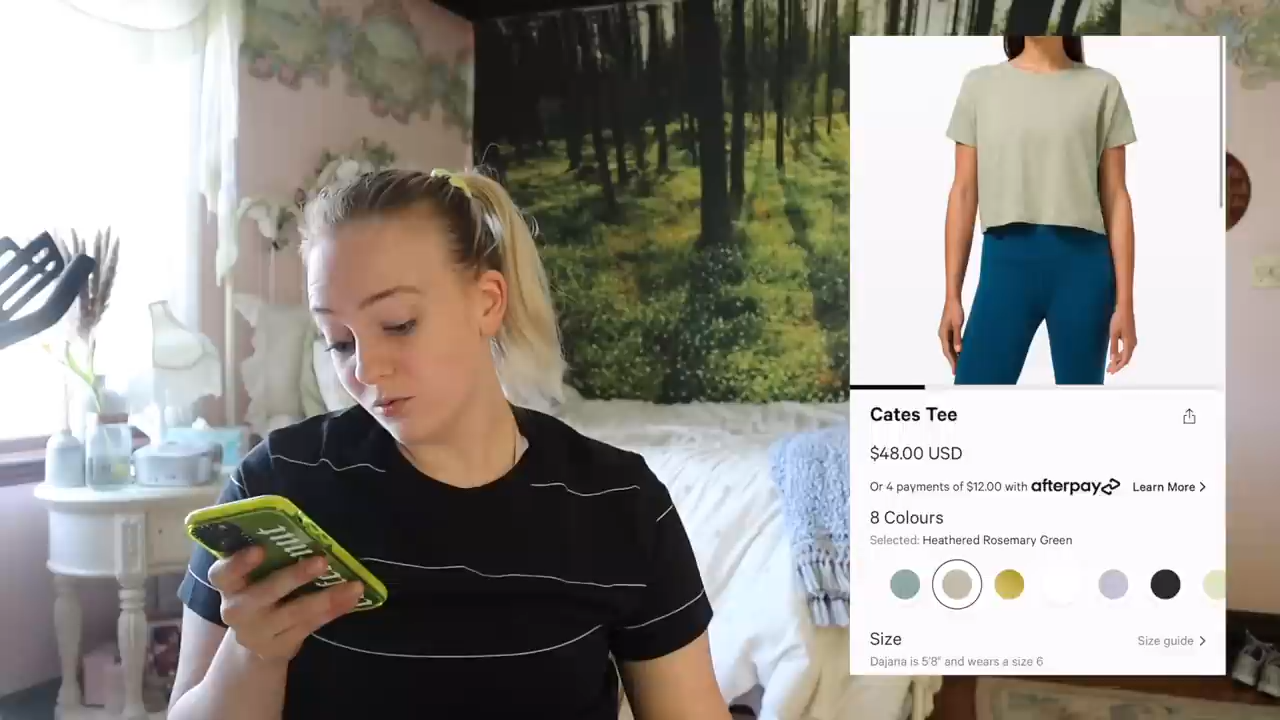 Cates Tee
$48.00 USD
Or 4 payments of $12.00 with afterpay Learn More
8 Colours
Selected: Heathered Rosemary Green
Size
Size guide
Dajana is 5'8" and wears a size 6